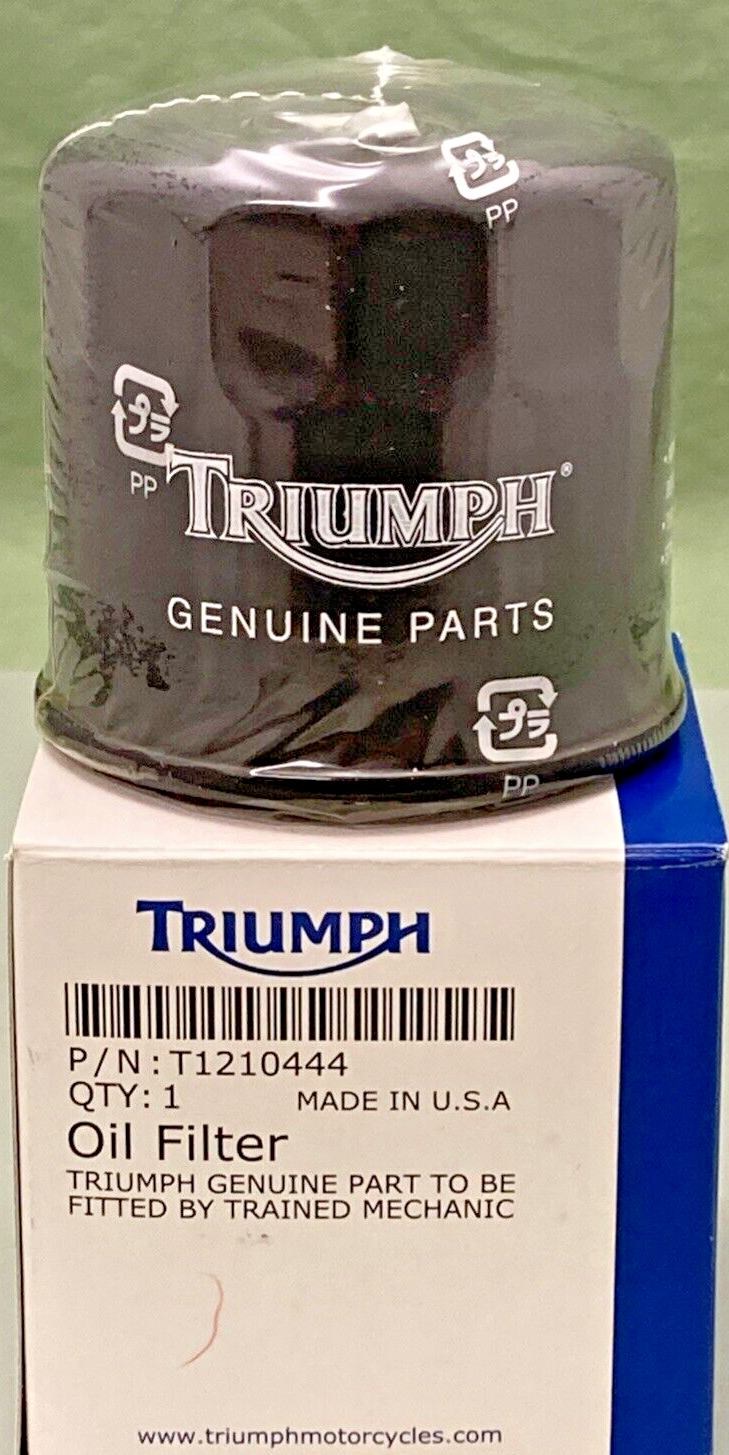 プラ
PP
プラ
PP
TRIUMPH®
GENUINE PARTS
プラ
PP
TRIUMPH
P/N: T1210444
QTY: 1 MADE IN U.S.A
Oil Filter
TRIUMPH GENUINE PART TO BE
FITTED BY TRAINED MECHANIC
www.triumphmotorcycles.com